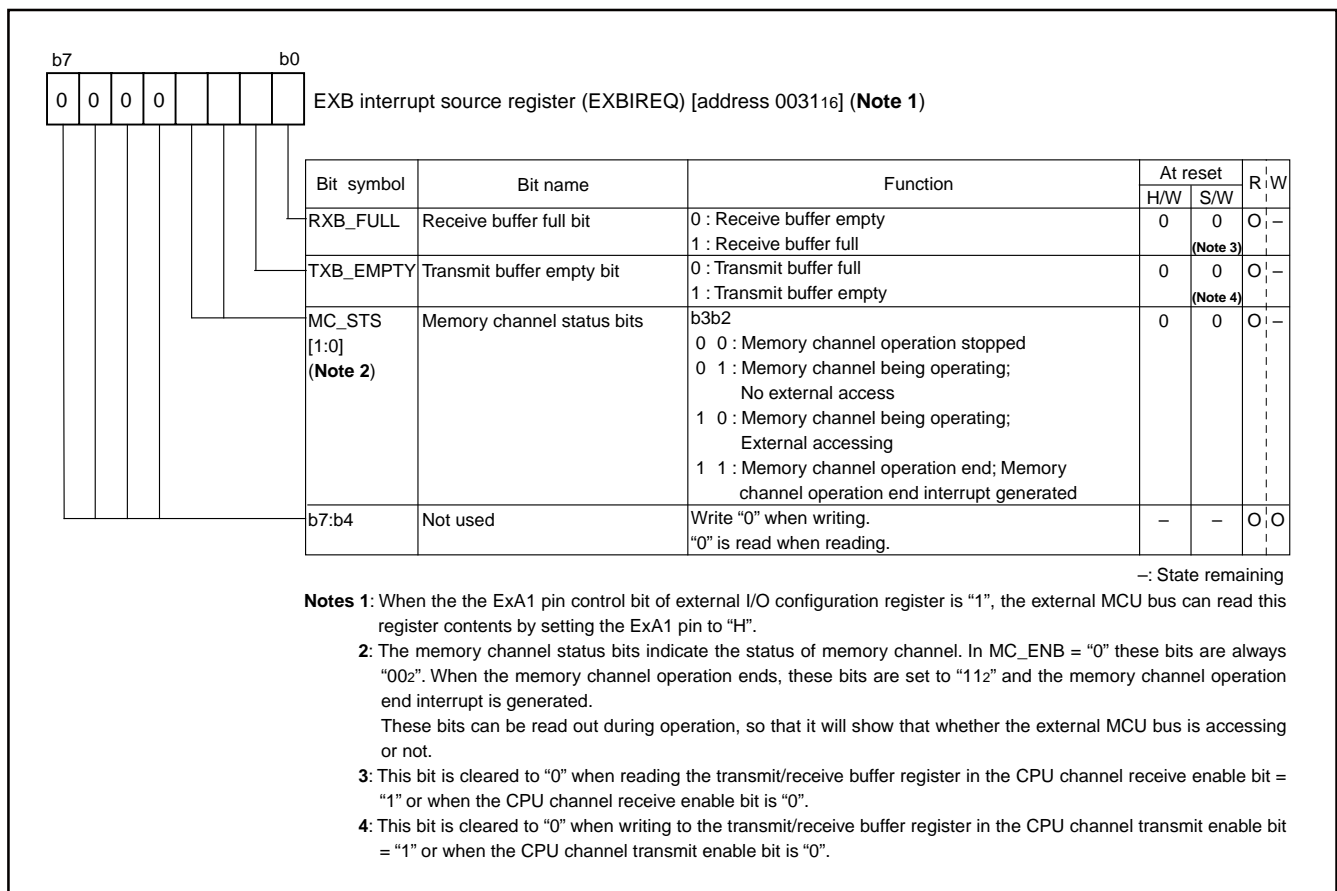 b7 b0
0 0 0 0 EXB interrupt source register (EXBIREQ) [address 003116] (Note 1)
Bit symbol Bit name Function At reset R W
H/W S/W
RXB_FULL Receive buffer full bit 0 : Receive buffer empty 0 0 O –
1 : Receive buffer full (Note 3)
TXB_EMPTY Transmit buffer empty bit 0 : Transmit buffer full 0 0 O –
1 : Transmit buffer empty (Note 4)
MC_STS Memory channel status bits b3b2 0 0 O –
[1:0] 0 0 : Memory channel operation stopped
(Note 2) 0 1 : Memory channel being operating;
No external access
1 0 : Memory channel being operating;
External accessing
1 1 : Memory channel operation end; Memory
channel operation end interrupt generated
b7:b4 Not used Write “0” when writing. – – O O
“0” is read when reading.
–: State remaining
Notes 1: When the the ExA1 pin control bit of external I/O configuration register is “1”, the external MCU bus can read this
register contents by setting the ExA1 pin to “H”.
2: The memory channel status bits indicate the status of memory channel. In MC_ENB = “0” these bits are always
“002”. When the memory channel operation ends, these bits are set to “112” and the memory channel operation
end interrupt is generated.
These bits can be read out during operation, so that it will show that whether the external MCU bus is accessing
or not.
3: This bit is cleared to “0” when reading the transmit/receive buffer register in the CPU channel receive enable bit =
“1” or when the CPU channel receive enable bit is “0”.
4: This bit is cleared to “0” when writing to the transmit/receive buffer register in the CPU channel transmit enable bit
= “1” or when the CPU channel transmit enable bit is “0”.